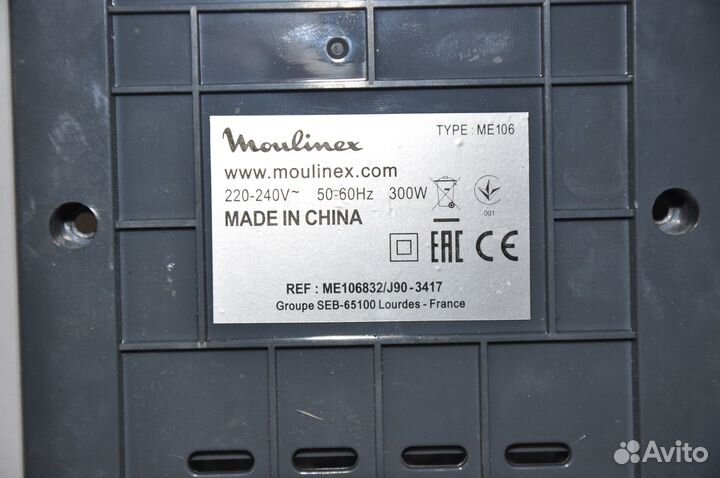 Moulinex TYPE : ME106
www.moulinex.com
220-240V~ 50-60Hz 300W
001
MADE IN CHINA
EAC CE
REF : ME106832/J90-3417
Groupe SEB-65100 Lourdes - France
Avito